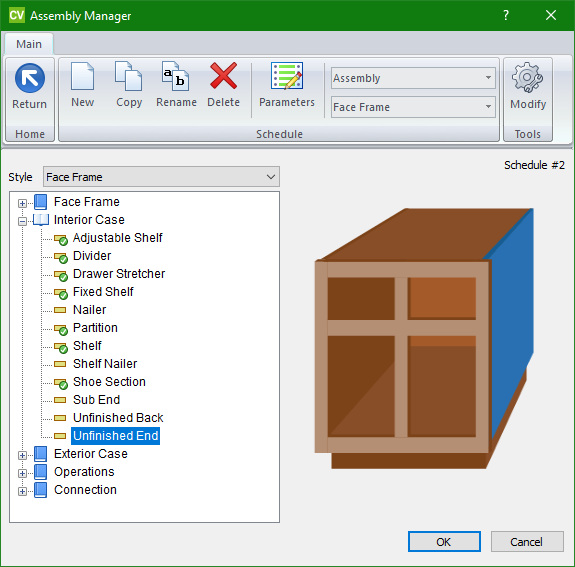 CV Assembly Manager ?
Main
Return
Home
New
Copy
a b Rename
Delete
Parameters
Assembly
Face Frame
Schedule
Modify
Tools
Schedule #2
Style Face Frame
Face Frame
Interior Case
Adjustable Shelf
Divider
Drawer Stretcher
Fixed Shelf
Nailer
Partition
Shelf
Shelf Nailer
Shoe Section
Sub End
Unfinished Back
Unfinished End
Exterior Case
Operations
Connection
OK
Cancel